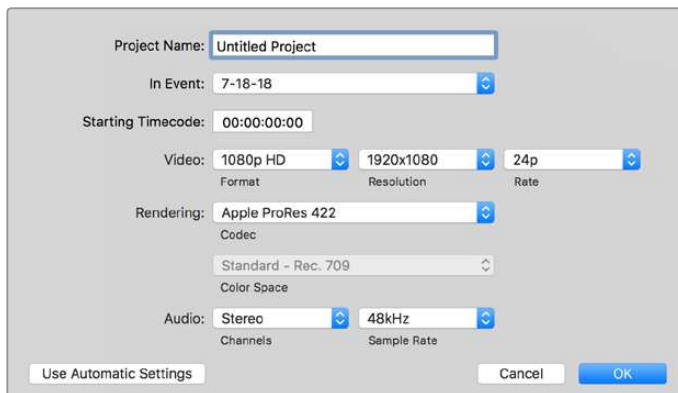 Project Name: Untitled Project
In Event: 7-18-18
Starting Timecode: 00:00:00:00
Video: 1080p HD 1920x1080 24p
Format Resolution Rate
Rendering: Apple ProRes 422
Codec
Standard - Rec. 709
Color Space
Audio: Stereo 48kHz
Channels Sample Rate
Use Automatic Settings Cancel OK